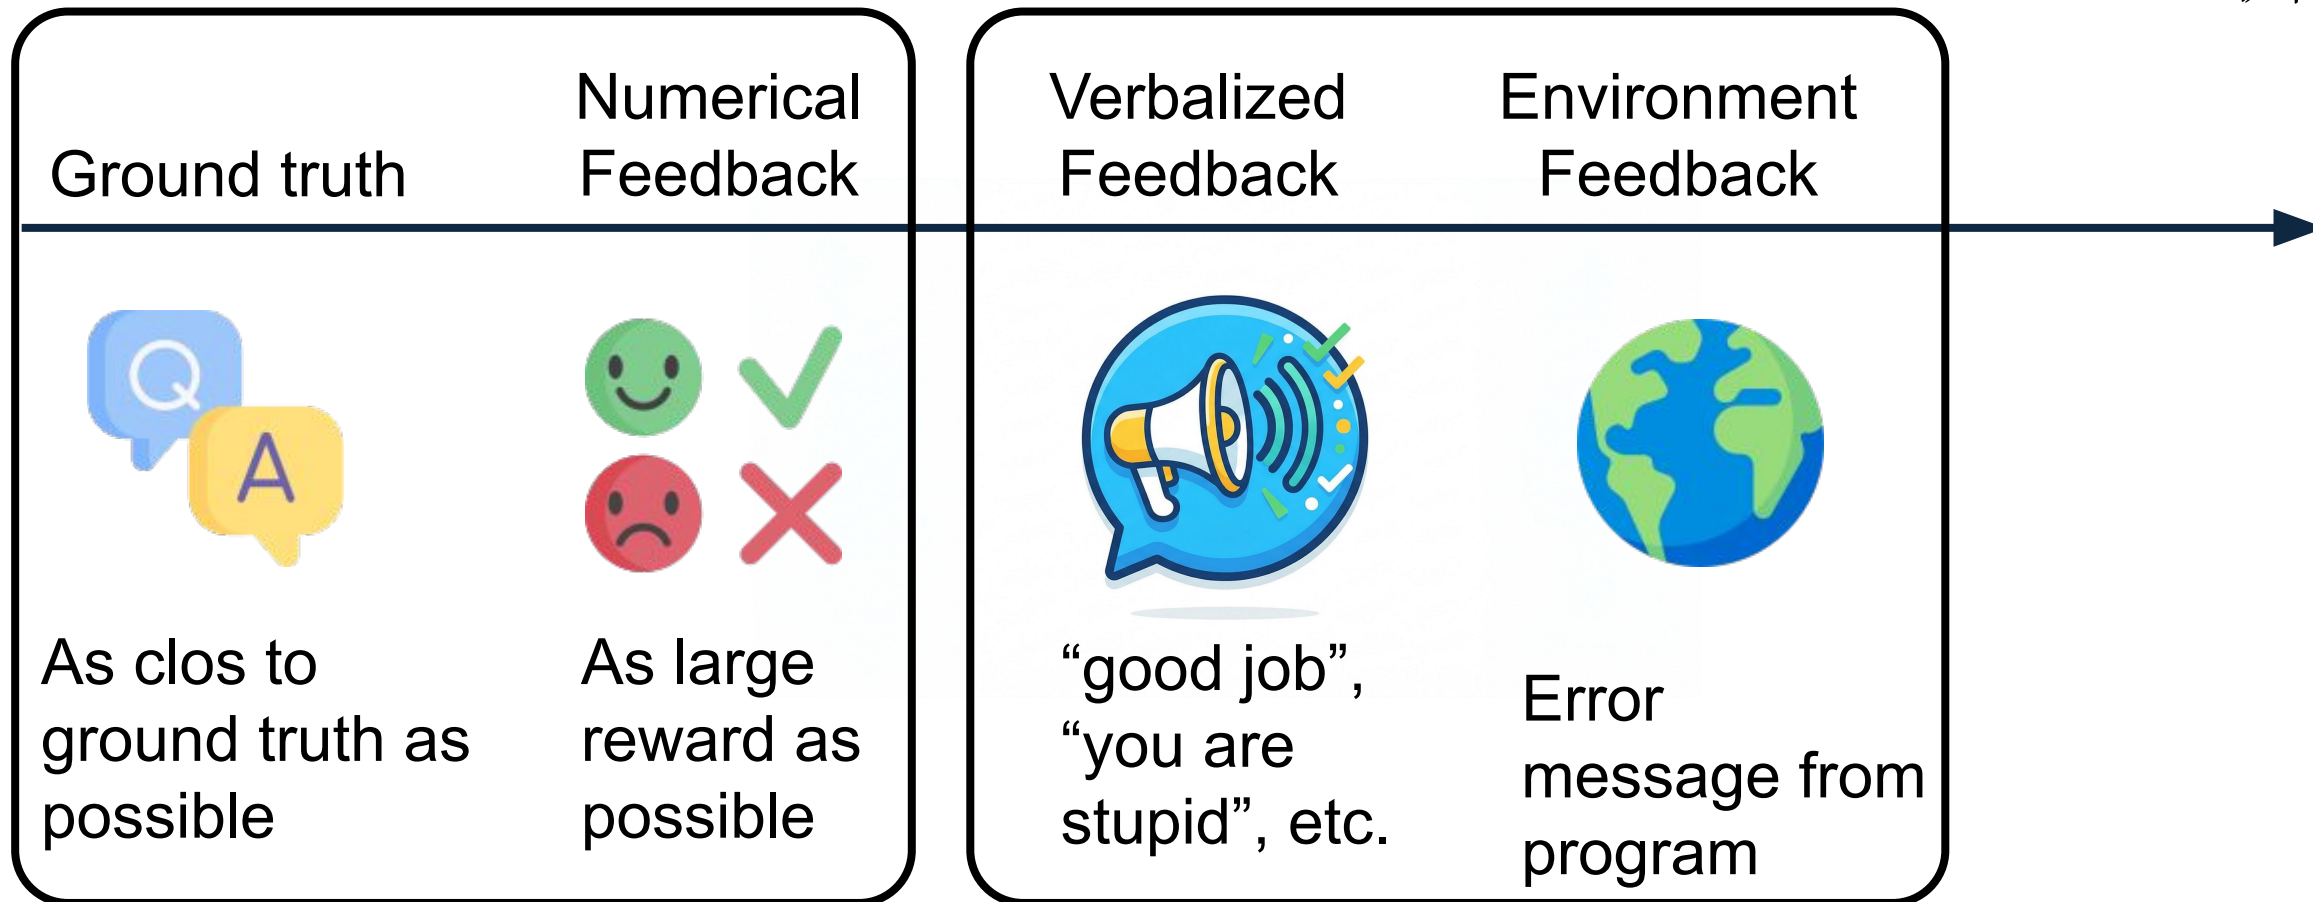 Ground truth
Numerical
Feedback
Verbalized
Feedback
Environment
Feedback
Q
A
As clos to
ground truth as
possible
As large
reward as
possible
“good job”,
“you are
stupid”, etc.
Error
message from
program